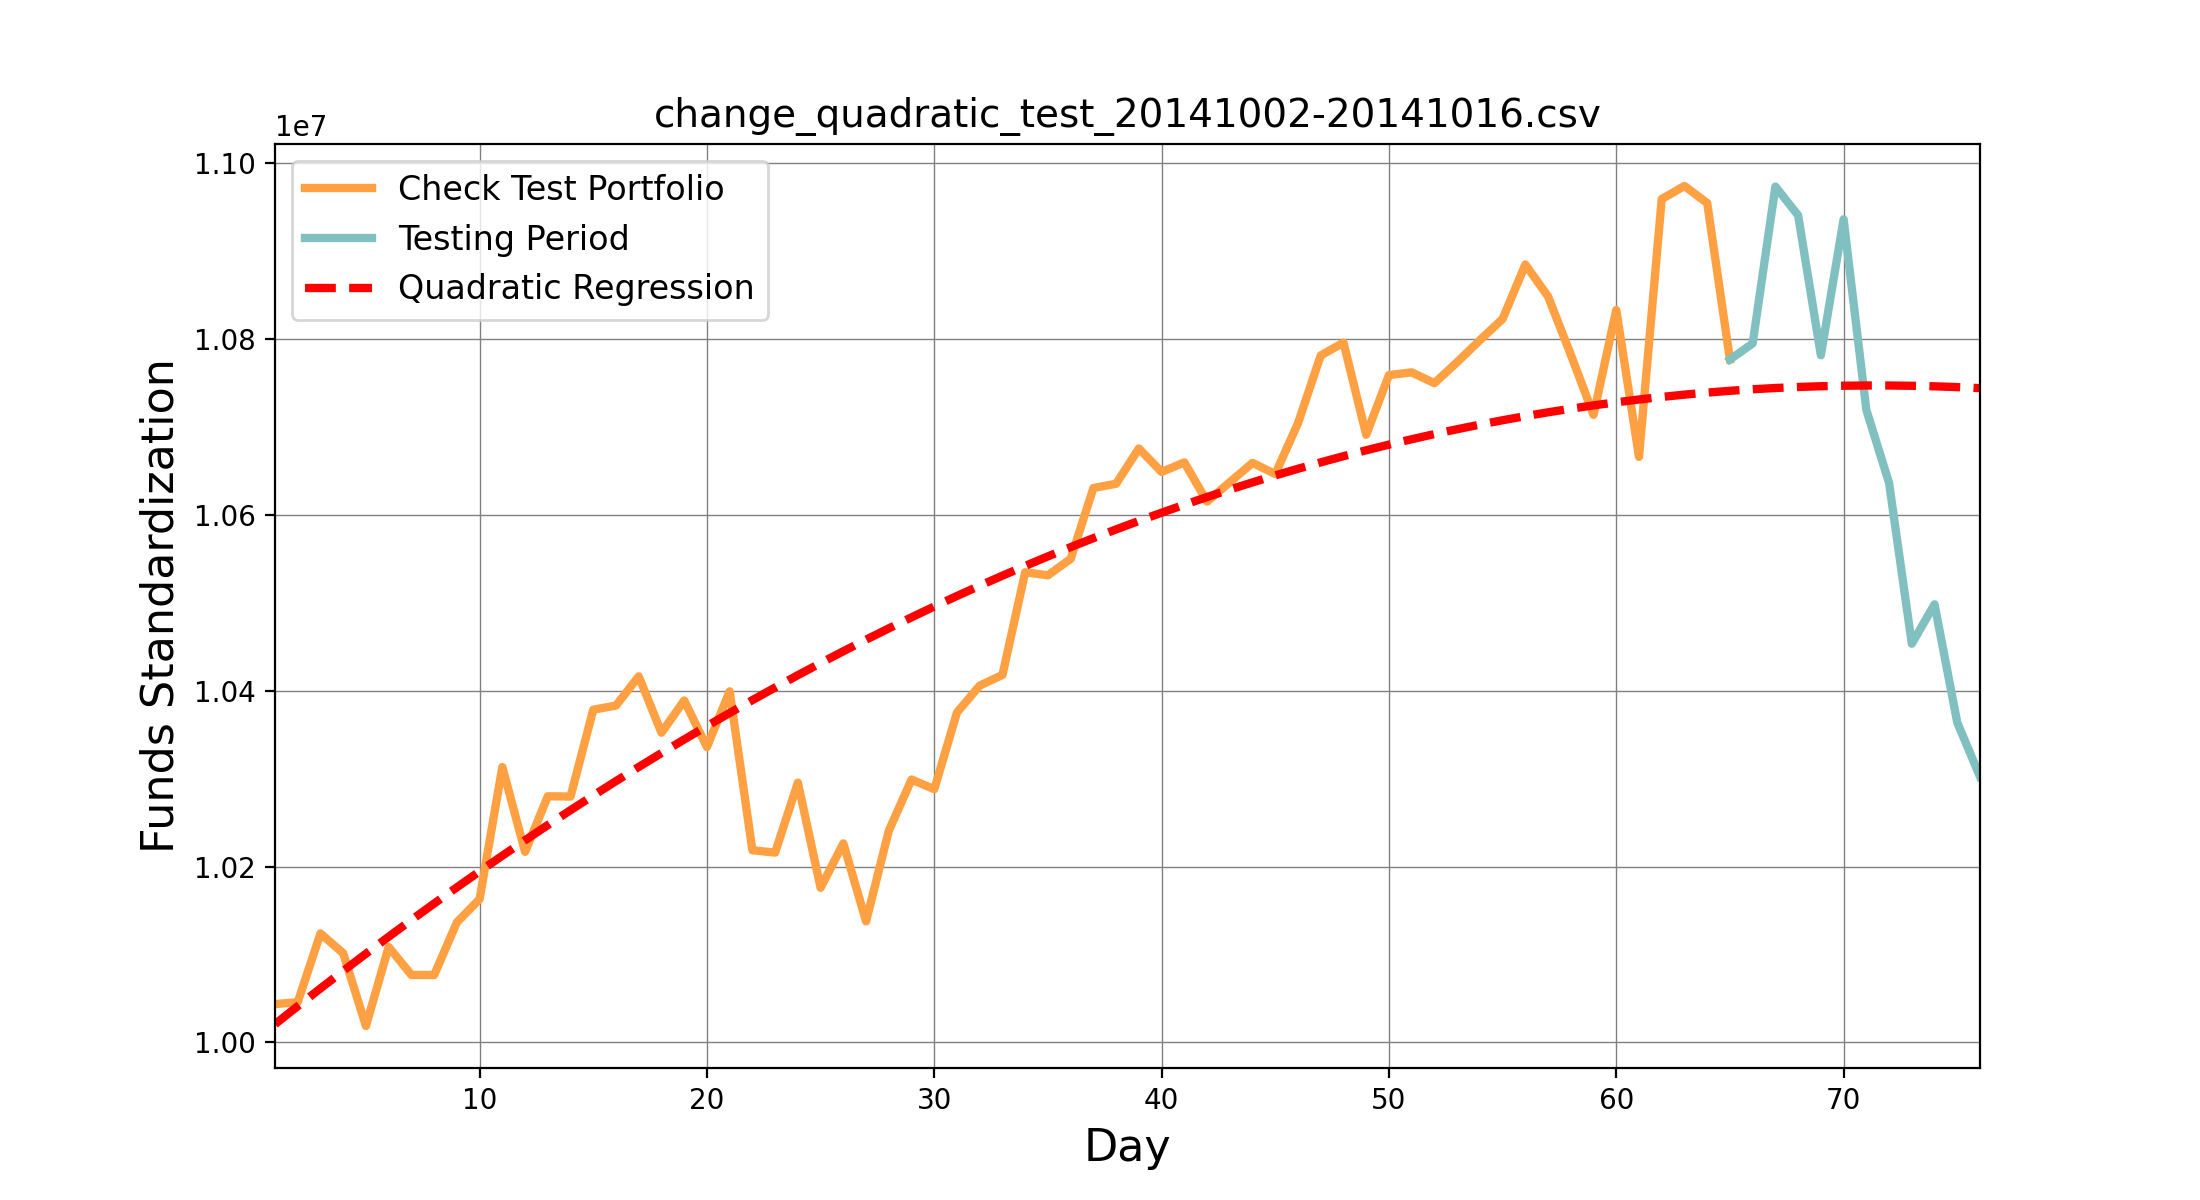 change_quadratic_test_20141002-20141016.csv
1e7
Check Test Portfolio
Testing Period
Quadratic Regression
1.10
1.08
1.06
1.04
1.02
1.00
Funds Standardization
10 20 30 40 50 60 70
Day